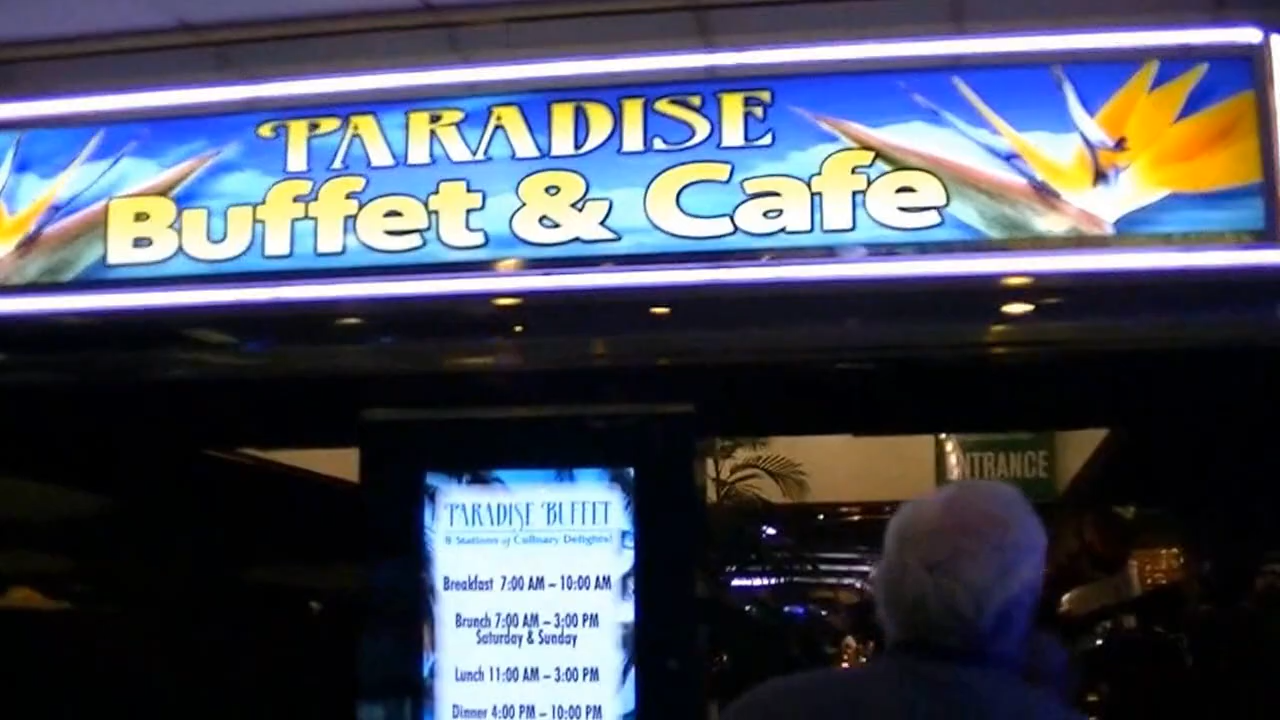 PARADISE
Buffet & Cafe
ENTRANCE
PARADISE BUFFET
8 Stations of Culinary Delights!
Breakfast 7:00 AM – 10:00 AM
Brunch 7:00 AM – 3:00 PM
Saturday & Sunday
Lunch 11:00 AM – 3:00 PM
Dinner 4:00 PM – 10:00 PM